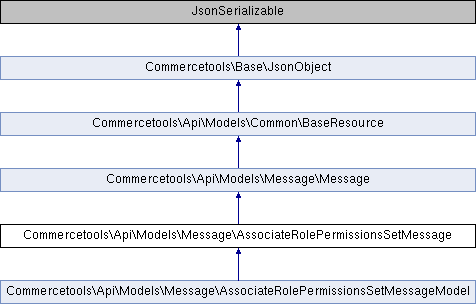 JsonSerializable
Commercetools\Base\JsonObject
Commercetools\Api\Models\Common\BaseResource
Commercetools\Api\Models\Message\Message
Commercetools\Api\Models\Message\AssociateRolePermissionsSetMessage
Commercetools\Api\Models\Message\AssociateRolePermissionsSetMessageModel